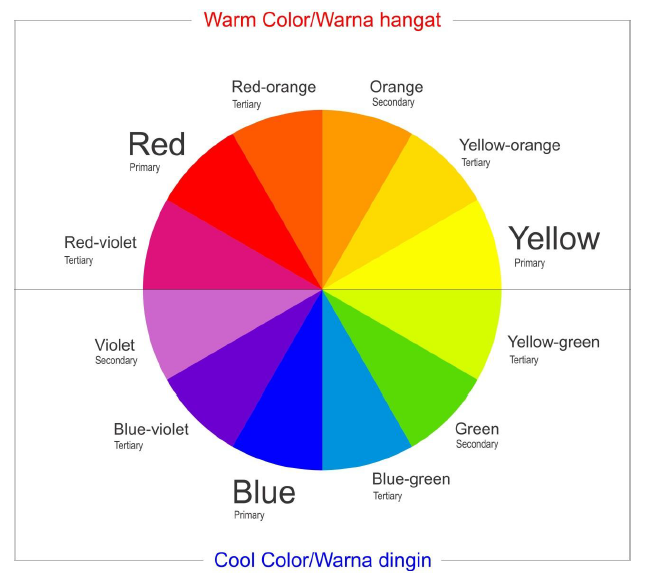 Warm Color/Warna hangat
Red-orange
Tertiary
Orange
Secondary
Red
Primary
Yellow-orange
Tertiary
Red-violet
Tertiary
Yellow
Primary
Violet
Secondary
Yellow-green
Tertiary
Blue-violet
Tertiary
Green
Secondary
Blue
Primary
Blue-green
Tertiary
Cool Color/Warna dingin